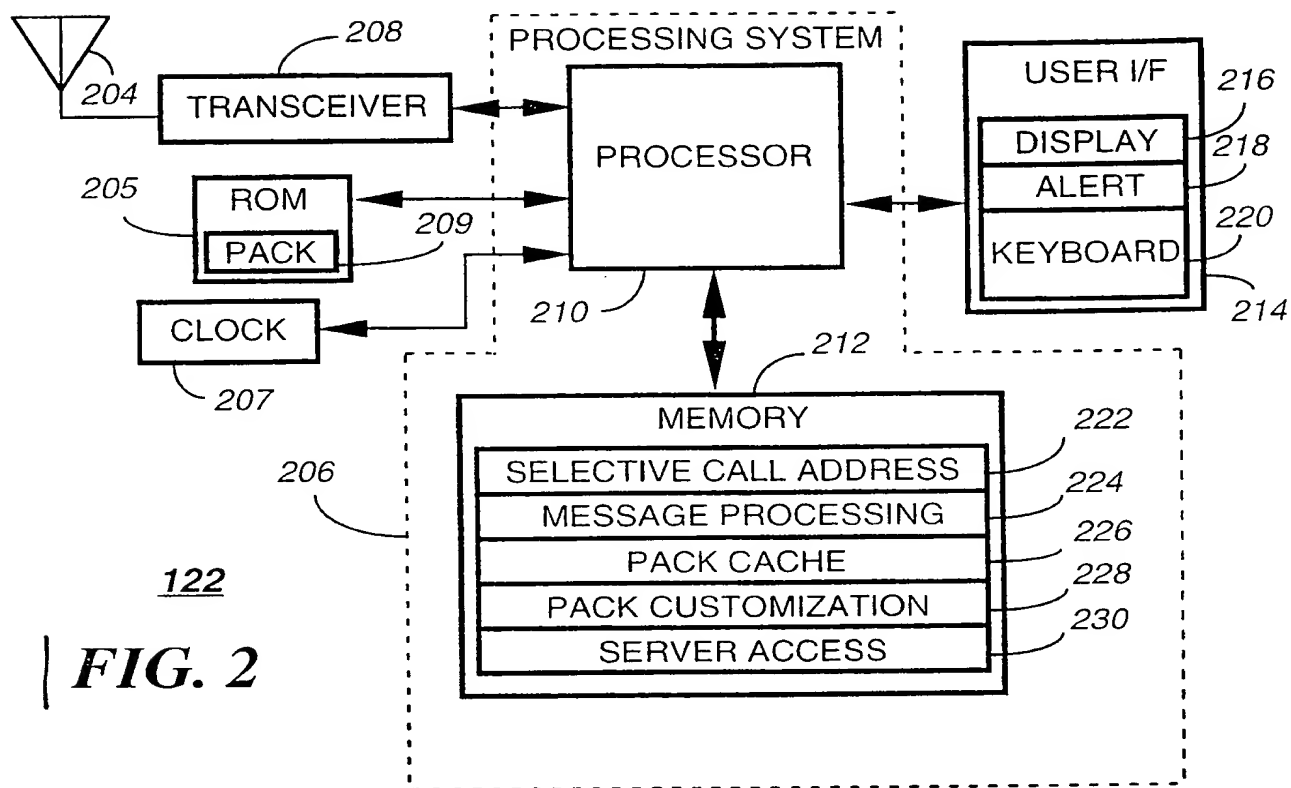 208
PROCESSING SYSTEM
204
TRANSCEIVER
USER I/F
216
DISPLAY
218
ALERT
220
KEYBOARD
214
PROCESSOR
205
ROM
209
PACK
210
CLOCK
207
212
MEMORY
222
SELECTIVE CALL ADDRESS
206
224
MESSAGE PROCESSING
226
PACK CACHE
228
PACK CUSTOMIZATION
230
SERVER ACCESS
122
FIG. 2